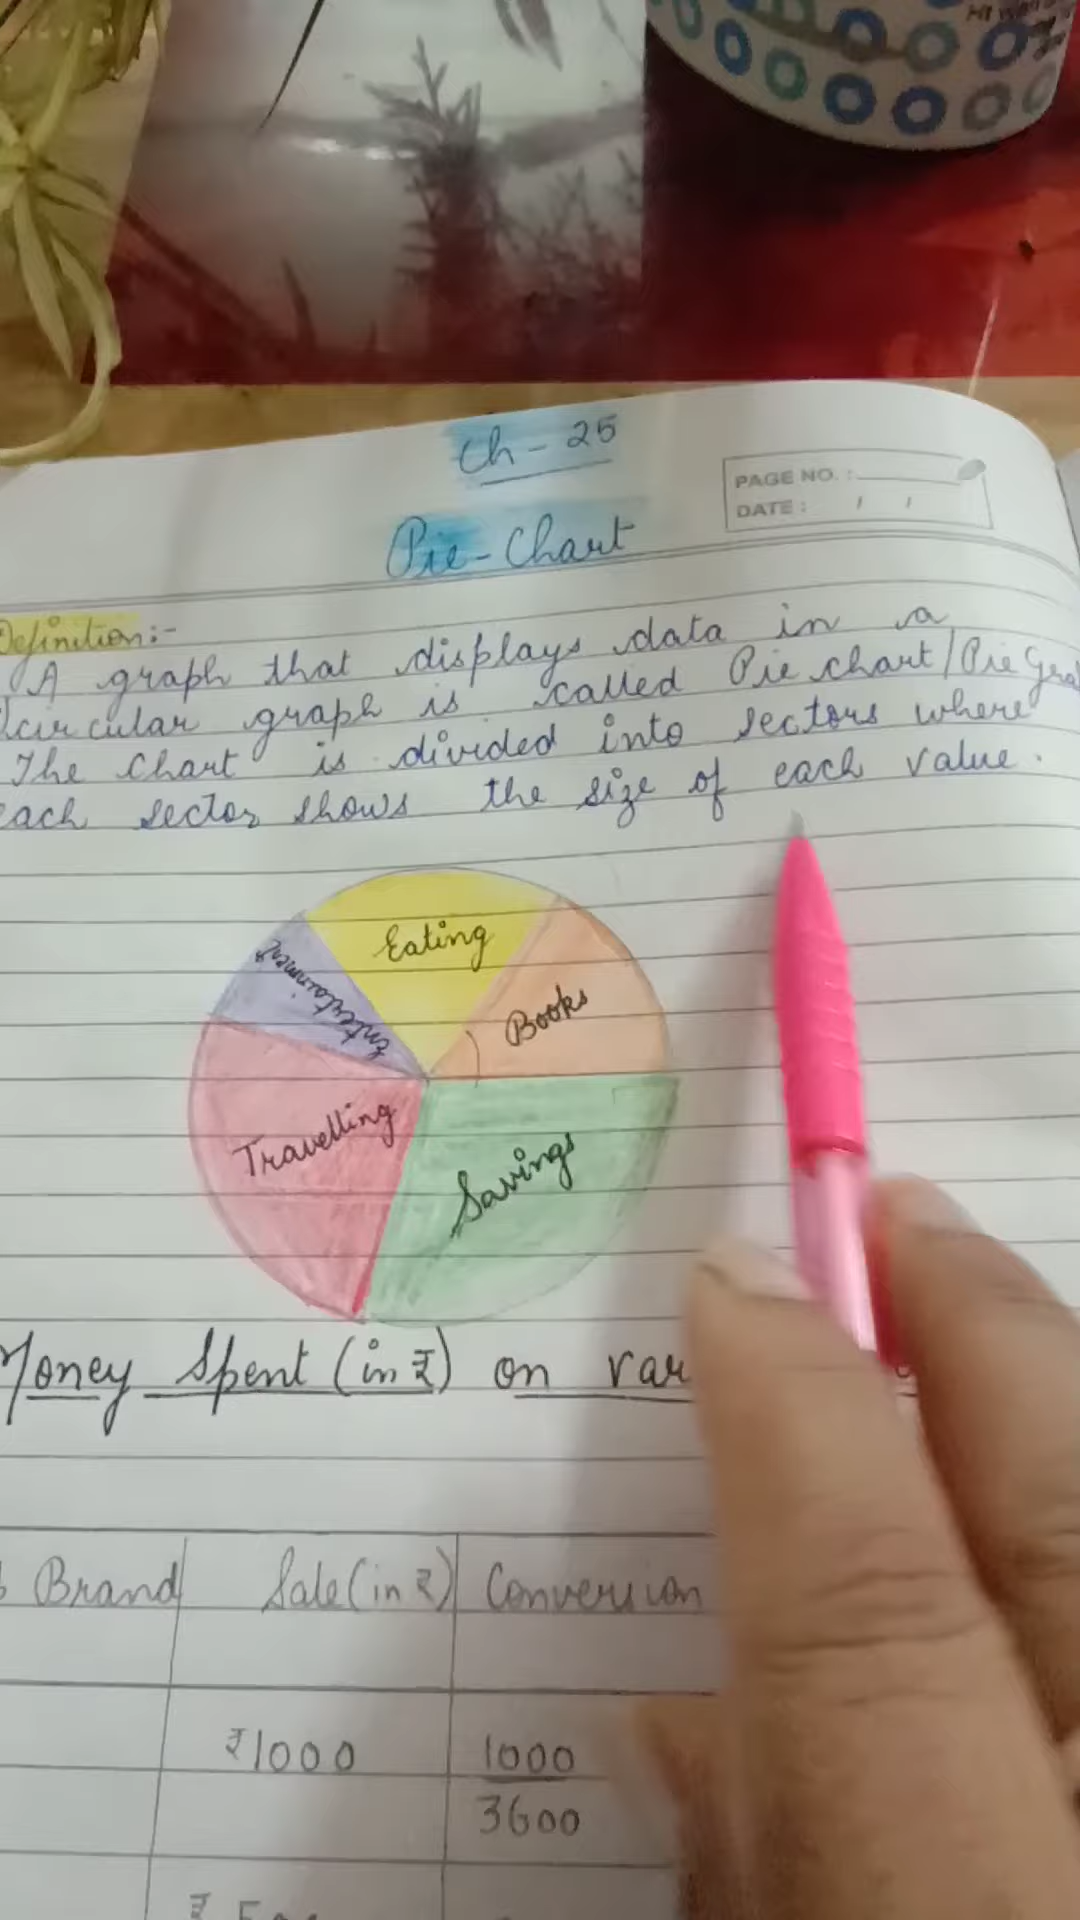 Ch - 25
PAGE NO. :
DATE : / /
Pie-Chart
Definition:-
A graph that displays data in a
circular graph is called Pie chart/Pie
The Chart is divided into sectors where
each sector shows the size of each value.
Eating
Entertainment
Books
Travelling
Savings
Money Spent (in ₹) on
Brand Sale (in ₹) Conversion
₹1000 1000
3600